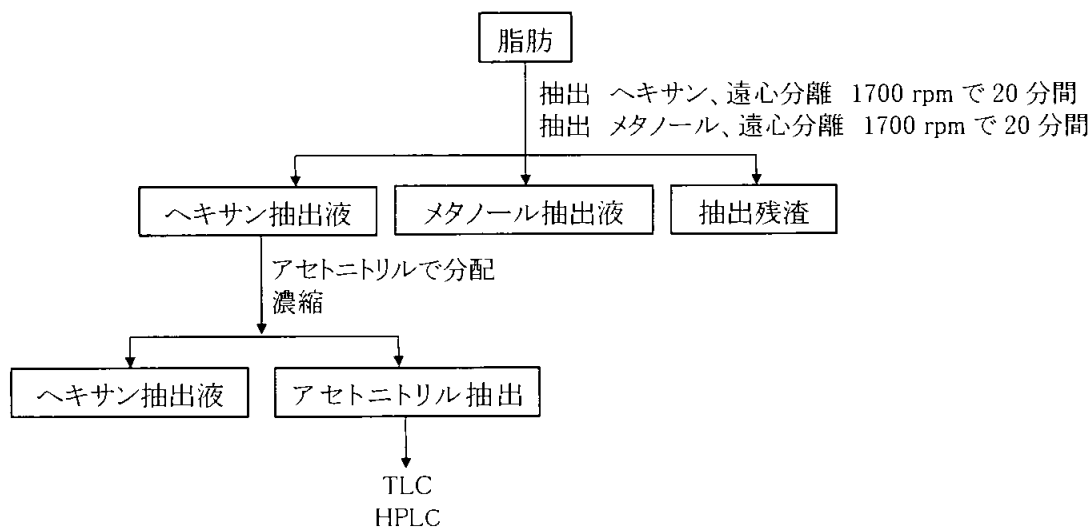 脂肪
抽出 ヘキサン、遠心分離 1700 rpm で 20 分間
抽出 メタノール、遠心分離 1700 rpm で 20 分間
ヘキサン抽出液
メタノール抽出液
抽出残渣
アセトニトリルで分配
濃縮
ヘキサン抽出液
アセトニトリル抽出
TLC
HPLC